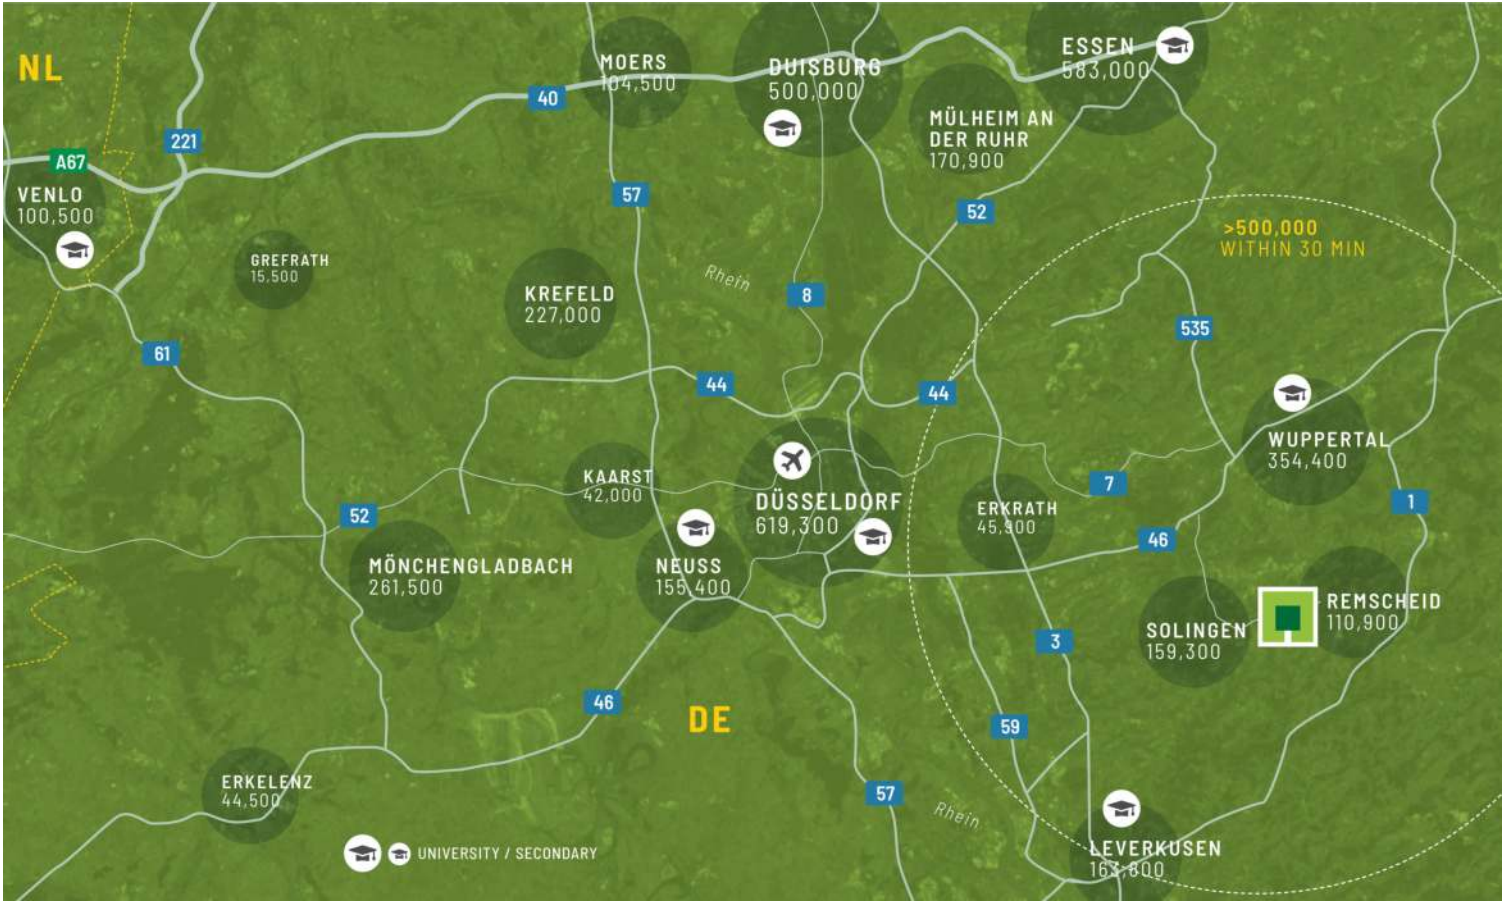 NL
MOERS
104,500
DUISBURG
500,000
ESSEN
583,000
40
221
A67
MÜLHEIM AN
DER RUHR
170,900
VENLO
100,500
57
52
>500,000
WITHIN 30 MIN
GREFRATH
15,500
Rhein
KREFELD
227,000
8
535
61
44
44
WUPPERTAL
354,400
KAARST
42,000
7
DÜSSELDORF
619,300
ERKRATH
45,900
1
52
46
MÖNCHENGLADBACH
261,500
NEUSS
155,400
REMSCHEID
110,900
SOLINGEN
159,300
3
46
DE
59
ERKELENZ
44,500
57
Rhein
UNIVERSITY / SECONDARY
LEVERKUSEN
163,800